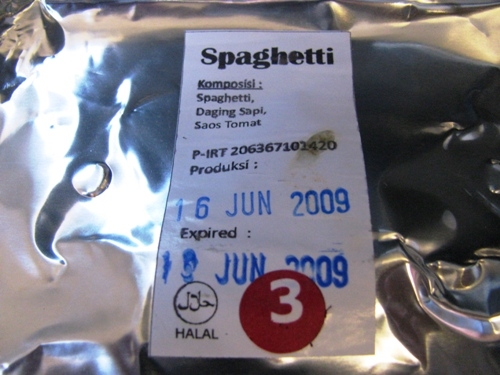 Spaghetti
Komposisi :
Spaghetti,
Daging Sapi,
Saos Tomat
P-IRT 206367101420
Produksi :
16 JUN 2009
Expired :
JUN 2009
3
حلال
HALAL